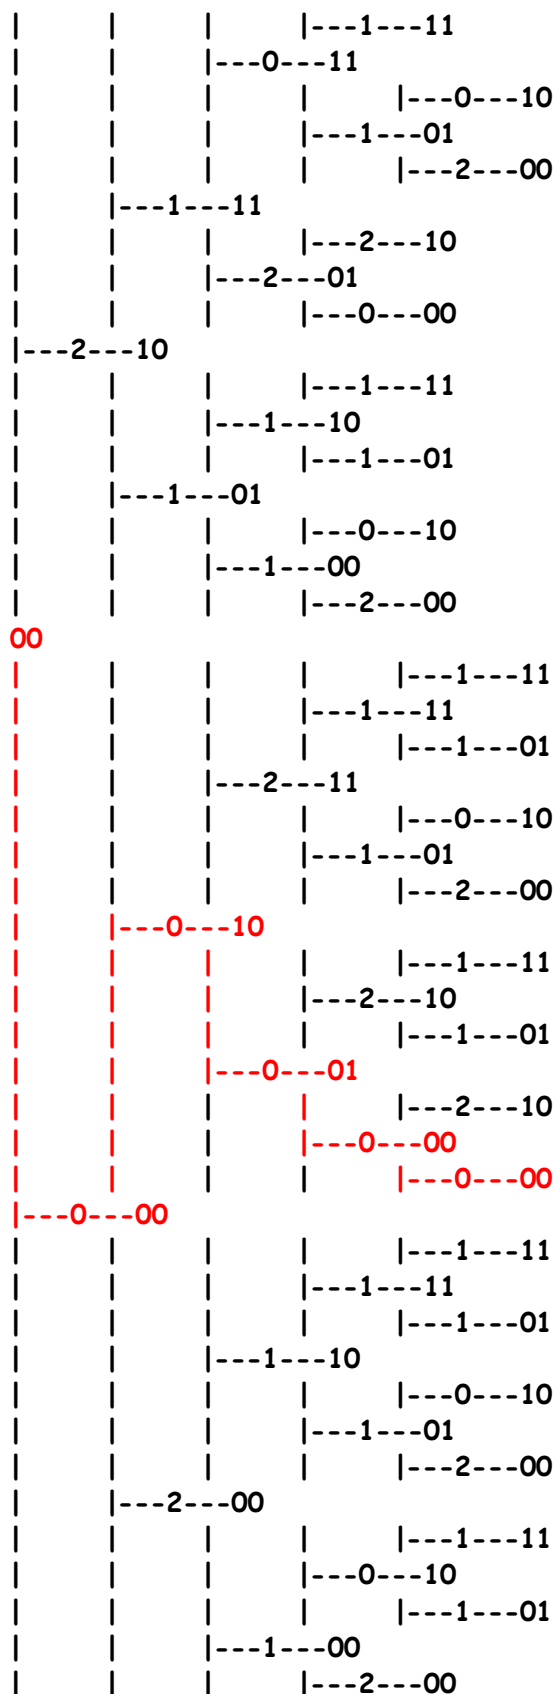 |     |     |     |---1---11
|     |     |---0---11
|     |     |     |     |---0---10
|     |     |     |---1---01
|     |     |     |     |---2---00
|     |---1---11
|     |     |     |---2---10
|     |     |---2---01
|     |     |     |---0---00
|---2---10
|     |     |     |---1---11
|     |     |---1---10
|     |     |     |---1---01
|     |---1---01
|     |     |     |---0---10
|     |     |---1---00
|     |     |     |---2---00
00
|     |     |     |     |---1---11
|     |     |     |---1---11
|     |     |     |     |---1---01
|     |     |---2---11
|     |     |     |     |---0---10
|     |     |     |---1---01
|     |     |     |     |---2---00
|     |---0---10
|     |     |     |     |---1---11
|     |     |     |---2---10
|     |     |     |     |---1---01
|     |     |---0---01
|     |     |     |     |---2---10
|     |     |     |---0---00
|     |     |     |     |---0---00
|---0---00
|     |     |     |     |---1---11
|     |     |     |---1---11
|     |     |     |     |---1---01
|     |     |---1---10
|     |     |     |     |---0---10
|     |     |     |---1---01
|     |     |     |     |---2---00
|     |---2---00
|     |     |     |     |---1---11
|     |     |     |---0---10
|     |     |     |     |---1---01
|     |     |---1---00
|     |     |     |---2---00